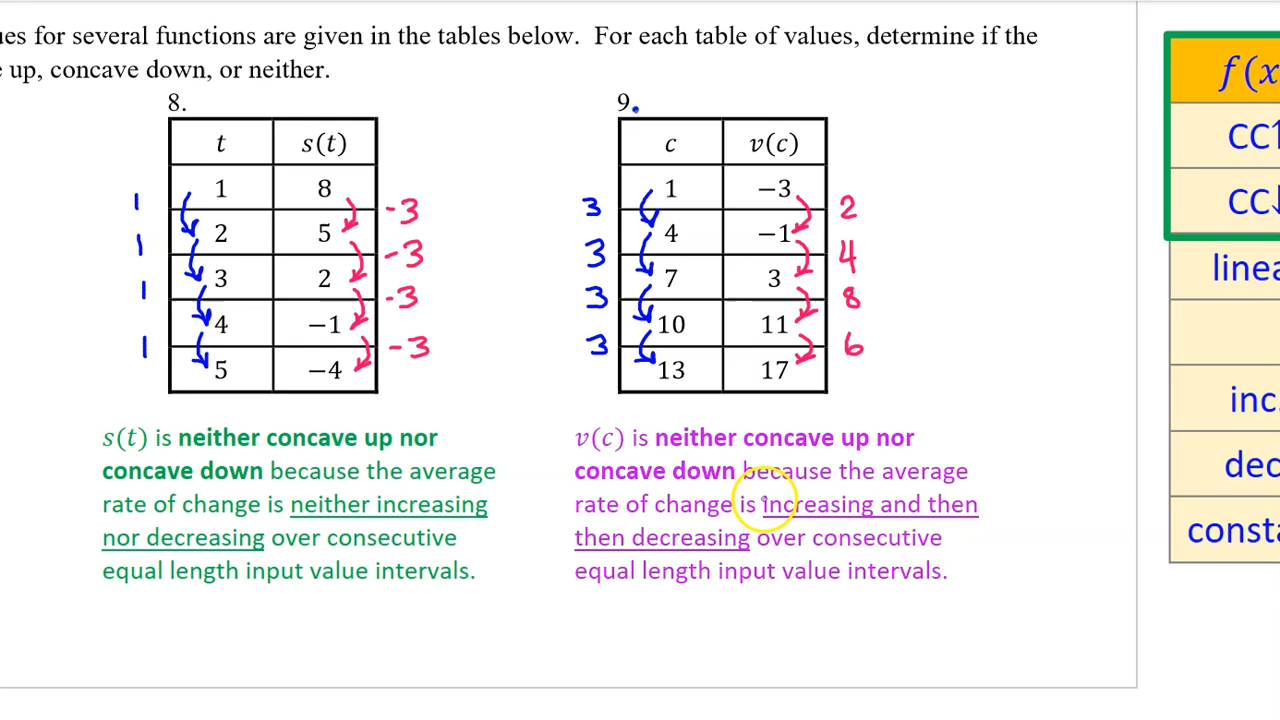 ues for several functions are given in the tables below. For each table of values, determine if the
e up, concave down, or neither.
8.
t s(t)
1 8
2 5
3 2
4 −1
5 −4
1
1
1
1
-3
-3
-3
-3
s(t) is neither concave up nor
concave down because the average
rate of change is neither increasing
nor decreasing over consecutive
equal length input value intervals.
9.
c v(c)
1 −3
4 −1
7 3
10 11
13 17
3
3
3
3
2
4
8
6
v(c) is neither concave up nor
concave down because the average
rate of change is increasing and then
then decreasing over consecutive
equal length input value intervals.
f(x
CC↑
CC↓
linea
inc.
dec
consta